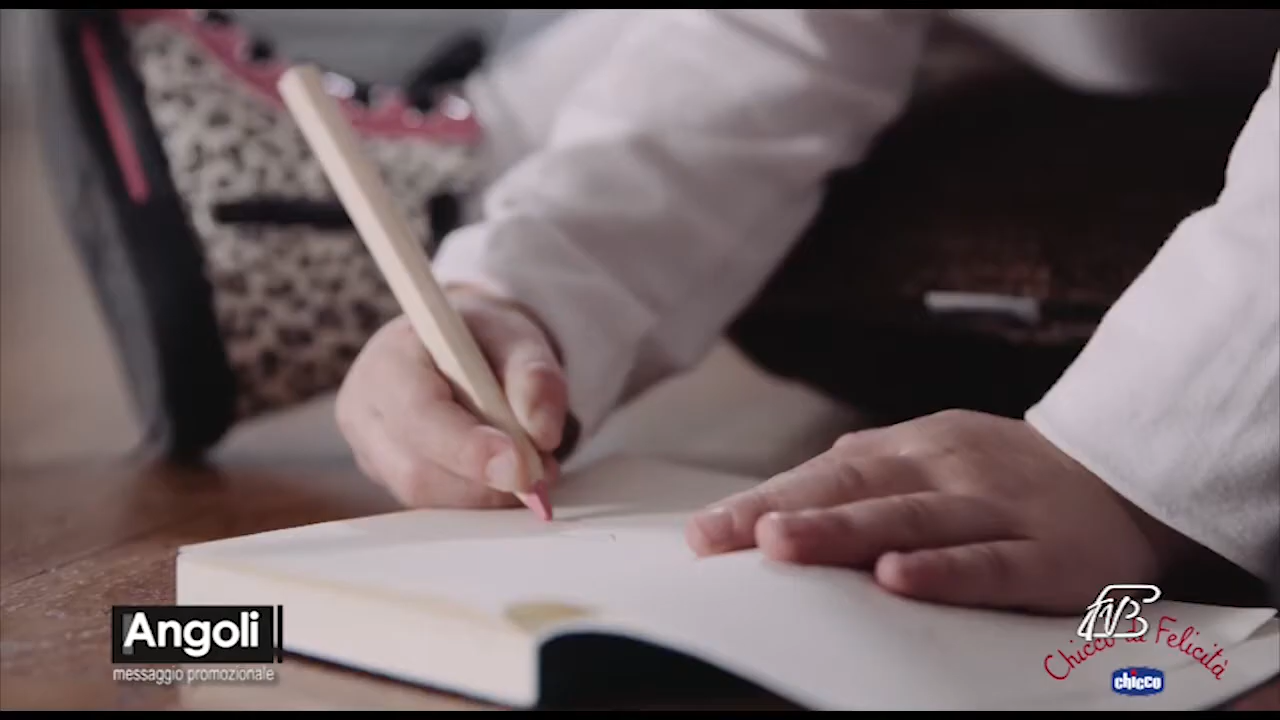 Angoli
messaggio promozionale
Chicco di Felicità
chicco